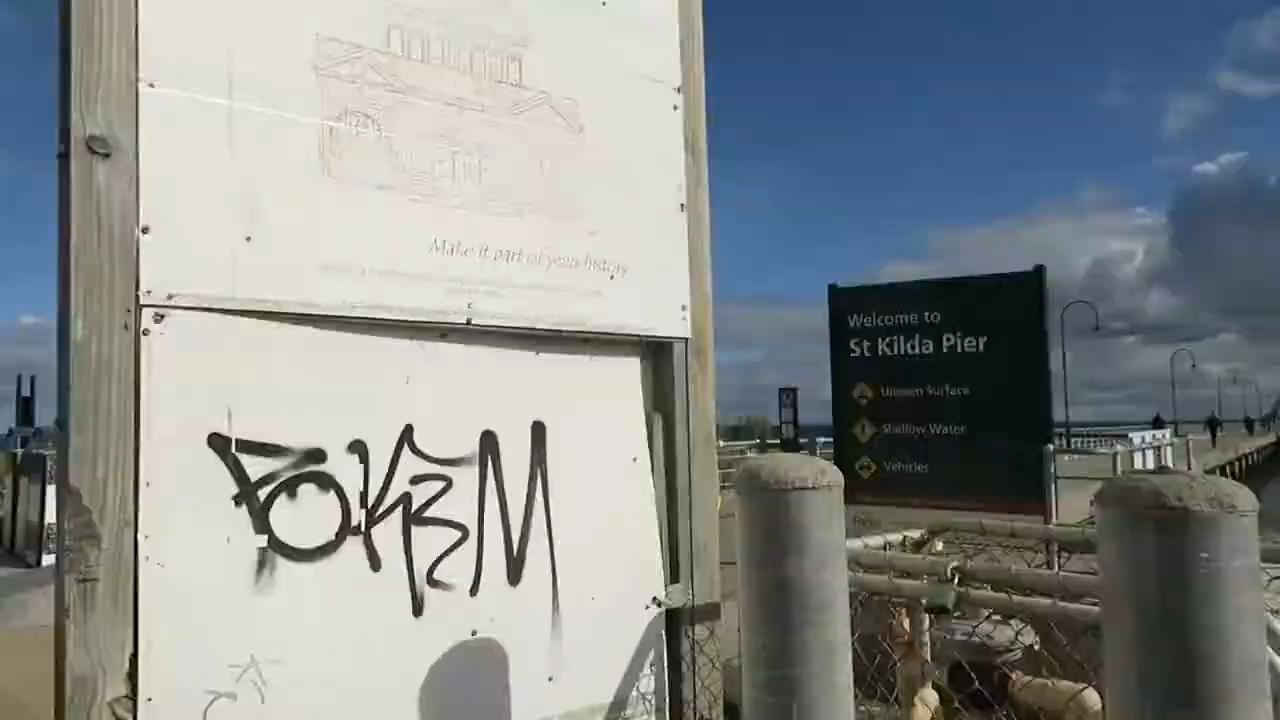 Make it part of your history
FOKEM
Welcome to
St Kilda Pier
Uneven Surface
Shallow Water
Vehicles